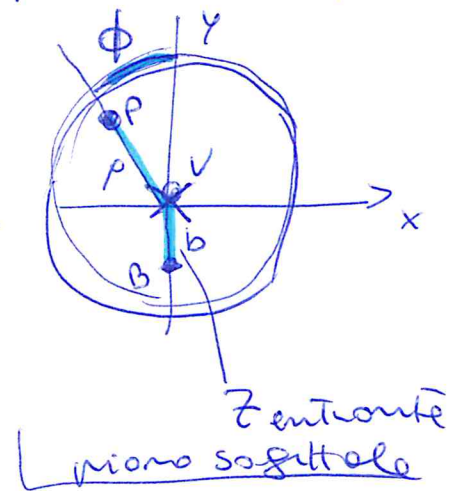 ϕ
y
P
ρ
V
x
b
B
Z entrante
piano sagittale